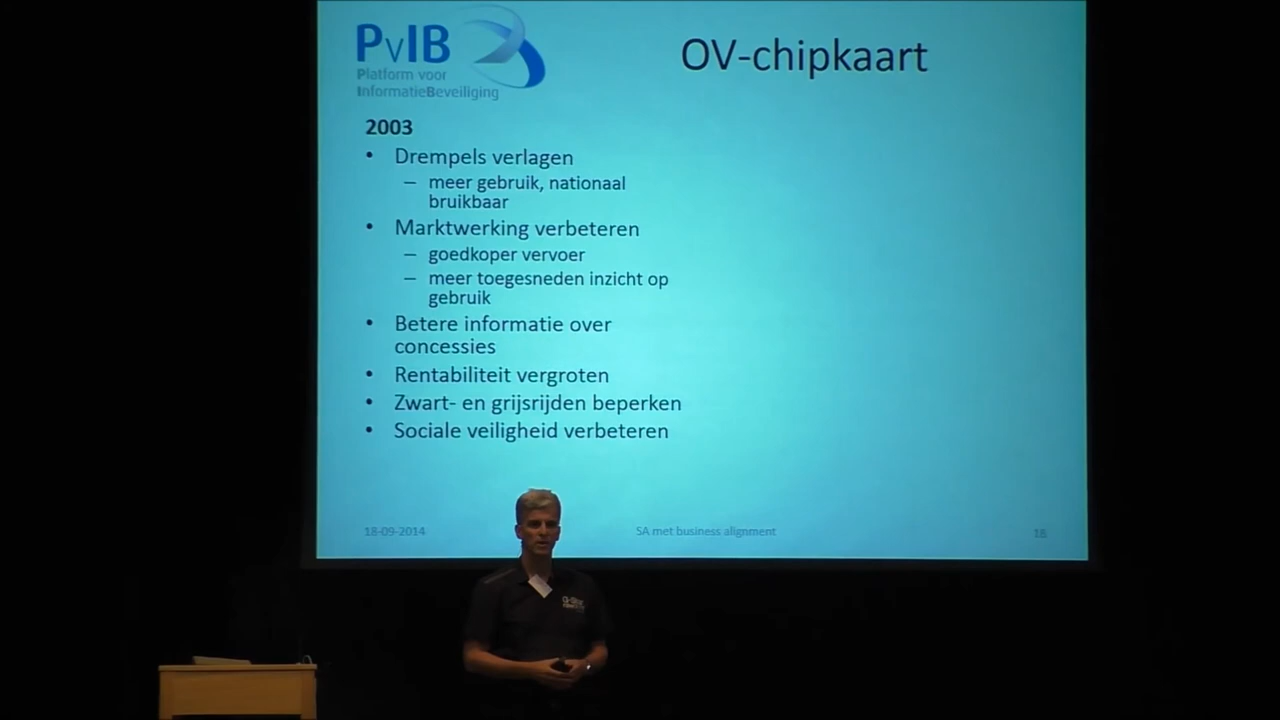 PvIB
Platform voor
InformatieBeveiliging
OV-chipkaart
2003
• Drempels verlagen
– meer gebruik, nationaal
bruikbaar
• Marktwerking verbeteren
– goedkoper vervoer
– meer toegesneden inzicht op
gebruik
• Betere informatie over
concessies
• Rentabiliteit vergroten
• Zwart- en grijsrijden beperken
• Sociale veiligheid verbeteren
18-09-2014
SA met business alignment
18